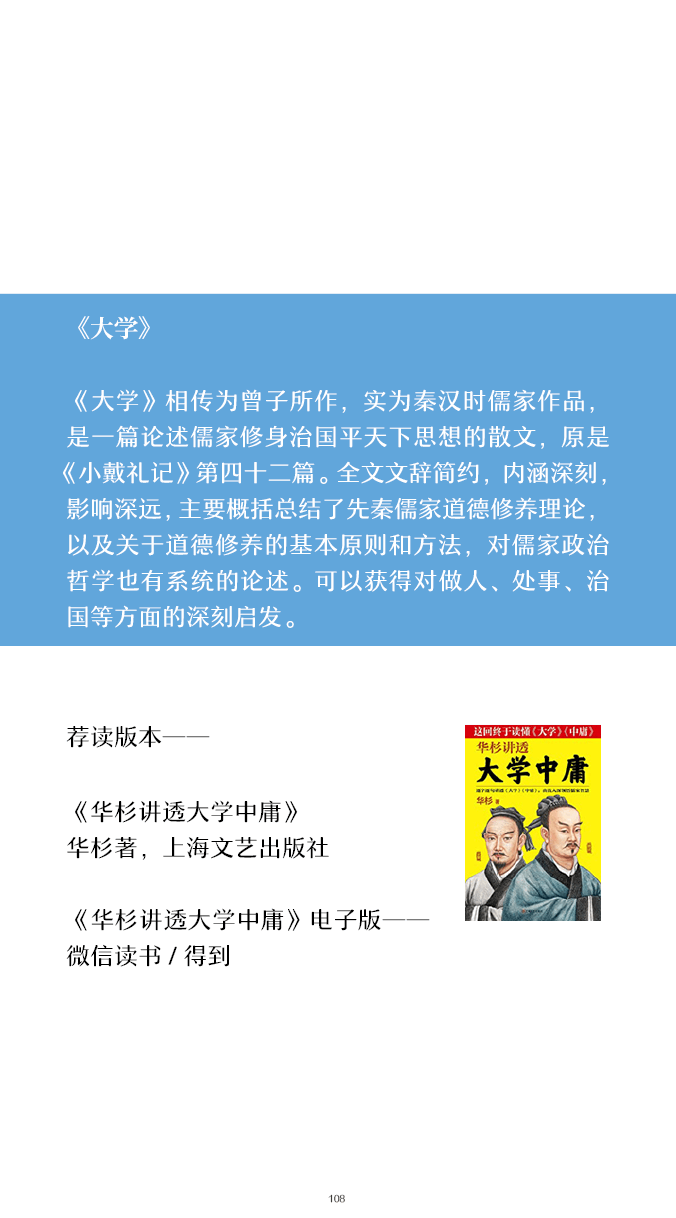 《大学》
《大学》相传为曾子所作，实为秦汉时儒家作品，
是一篇论述儒家修身治国平天下思想的散文，原是
《小戴礼记》第四十二篇。全文文辞简约，内涵深刻，
影响深远，主要概括总结了先秦儒家道德修养理论，
以及关于道德修养的基本原则和方法，对儒家政治
哲学也有系统的论述。可以获得对做人、处事、治
国等方面的深刻启发。
荐读版本——
《华杉讲透大学中庸》
华杉著，上海文艺出版社
《华杉讲透大学中庸》电子版——
微信读书 / 得到
这回终于读懂《大学》《中庸》
华杉讲透
大学中庸
华杉 著
108